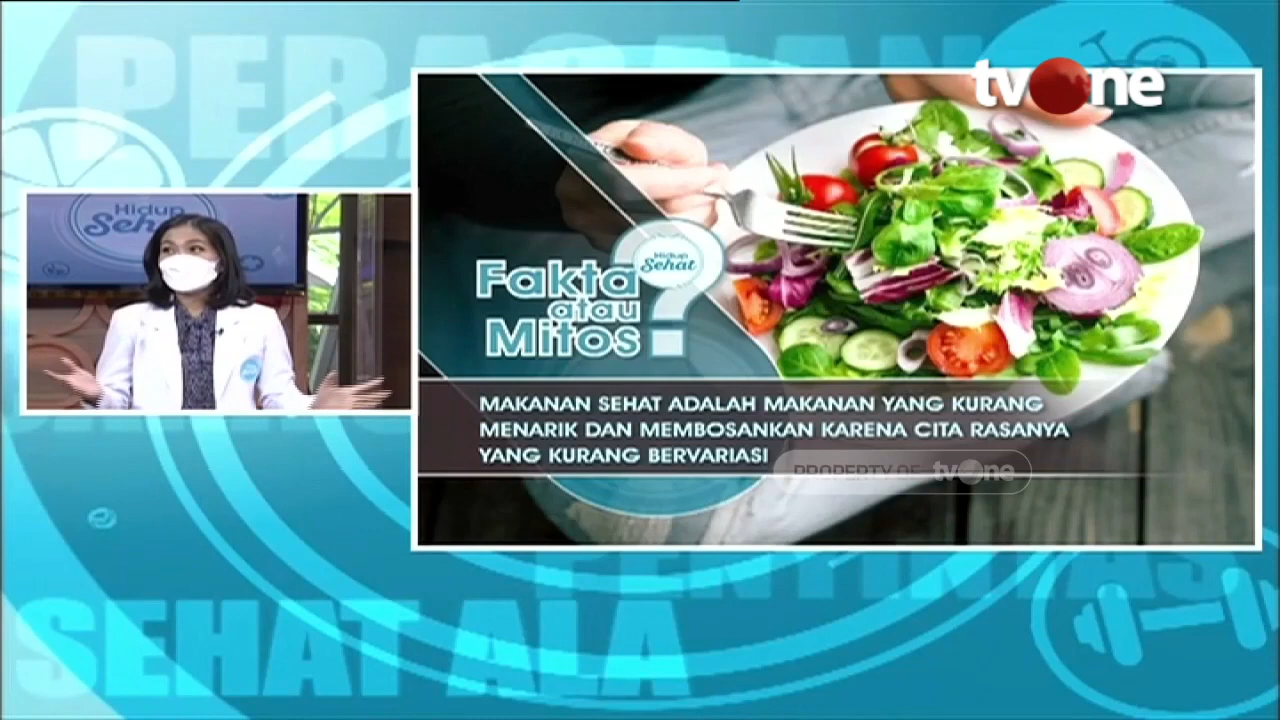 PERASAAN
tvOne
Hidup
Sehat
Hidup
Sehat
Fakta
atau
Mitos
?
MAKANAN SEHAT ADALAH MAKANAN YANG KURANG
MENARIK DAN MEMBOSANKAN KARENA CITA RASANYA
YANG KURANG BERVARIASI
PROPERTY OF tvOne
SEHAT ALA